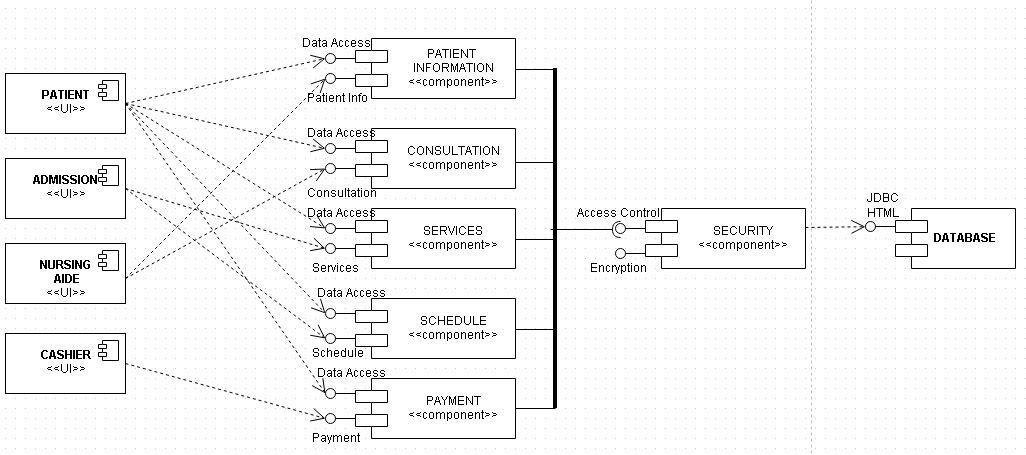 PATIENT
<<UI>>
ADMISSION
<<UI>>
NURSING
AIDE
<<UI>>
CASHIER
<<UI>>
Data Access
PATIENT
INFORMATION
<<component>>
Patient Info
Data Access
CONSULTATION
<<component>>
Consultation
Data Access
SERVICES
<<component>>
Services
Data Access
SCHEDULE
<<component>>
Schedule
Data Access
PAYMENT
<<component>>
Payment
Access Control
SECURITY
<<component>>
Encryption
JDBC
HTML
DATABASE